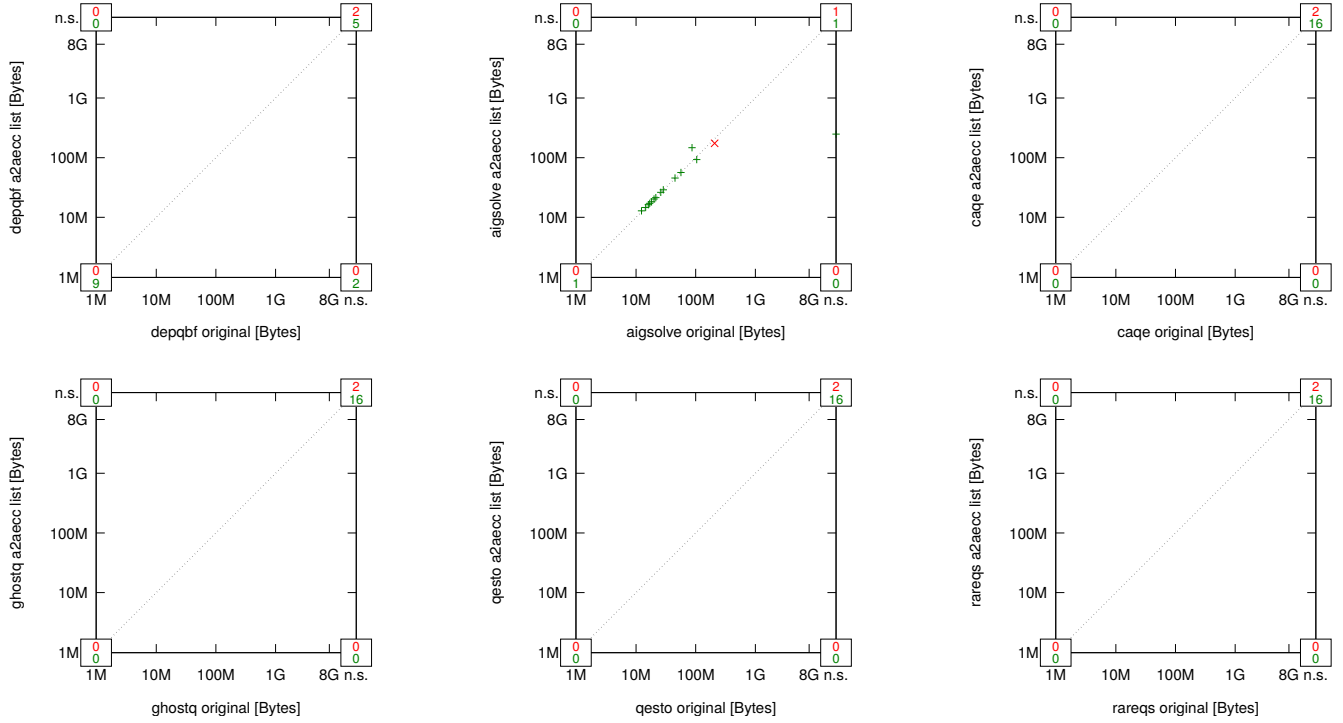 n.s.
0
0
2
5
8G
1G
100M
10M
1M
0
9
0
2
1M
10M
100M
1G
8G
n.s.
depqbf a2aecc list [Bytes]
depqbf original [Bytes]
n.s.
0
0
1
1
8G
1G
100M
10M
1M
0
1
0
0
1M
10M
100M
1G
8G
n.s.
aigsolve a2aecc list [Bytes]
aigsolve original [Bytes]
n.s.
0
0
2
16
8G
1G
100M
10M
1M
0
0
0
0
1M
10M
100M
1G
8G
n.s.
caqe a2aecc list [Bytes]
caqe original [Bytes]
n.s.
0
0
2
16
8G
1G
100M
10M
1M
0
0
0
0
1M
10M
100M
1G
8G
n.s.
ghostq a2aecc list [Bytes]
ghostq original [Bytes]
n.s.
0
0
2
16
8G
1G
100M
10M
1M
0
0
0
0
1M
10M
100M
1G
8G
n.s.
qesto a2aecc list [Bytes]
qesto original [Bytes]
n.s.
0
0
2
16
8G
1G
100M
10M
1M
0
0
0
0
1M
10M
100M
1G
8G
n.s.
rareqs a2aecc list [Bytes]
rareqs original [Bytes]